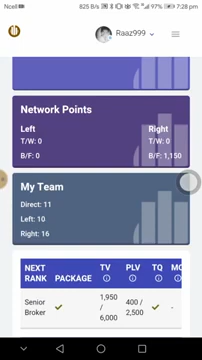 Ncell 825 B/s 97% 7:28 pm
Raaz999
Network Points
Left Right
T/W: 0 T/W: 0
B/F: 0 B/F: 1,150
My Team
Direct: 11
Left: 10
Right: 16
NEXT RANK PACKAGE TV PLV TQ
Senior Broker 1,950 / 6,000 400 / 2,500 -